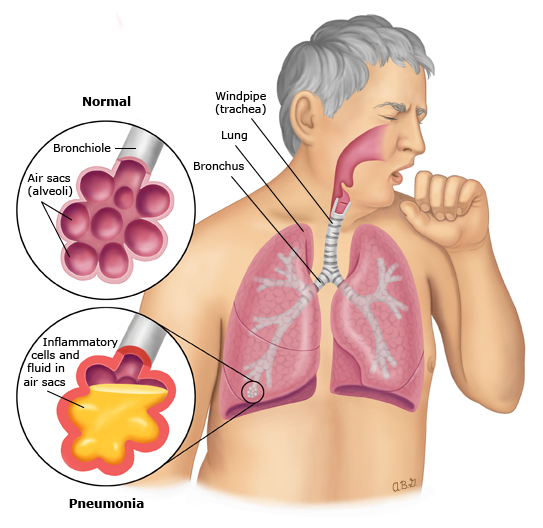 Normal
Bronchiole
Air sacs
(alveoli)
Windpipe
(trachea)
Lung
Bronchus
Inflammatory
cells and
fluid in
air sacs
Pneumonia